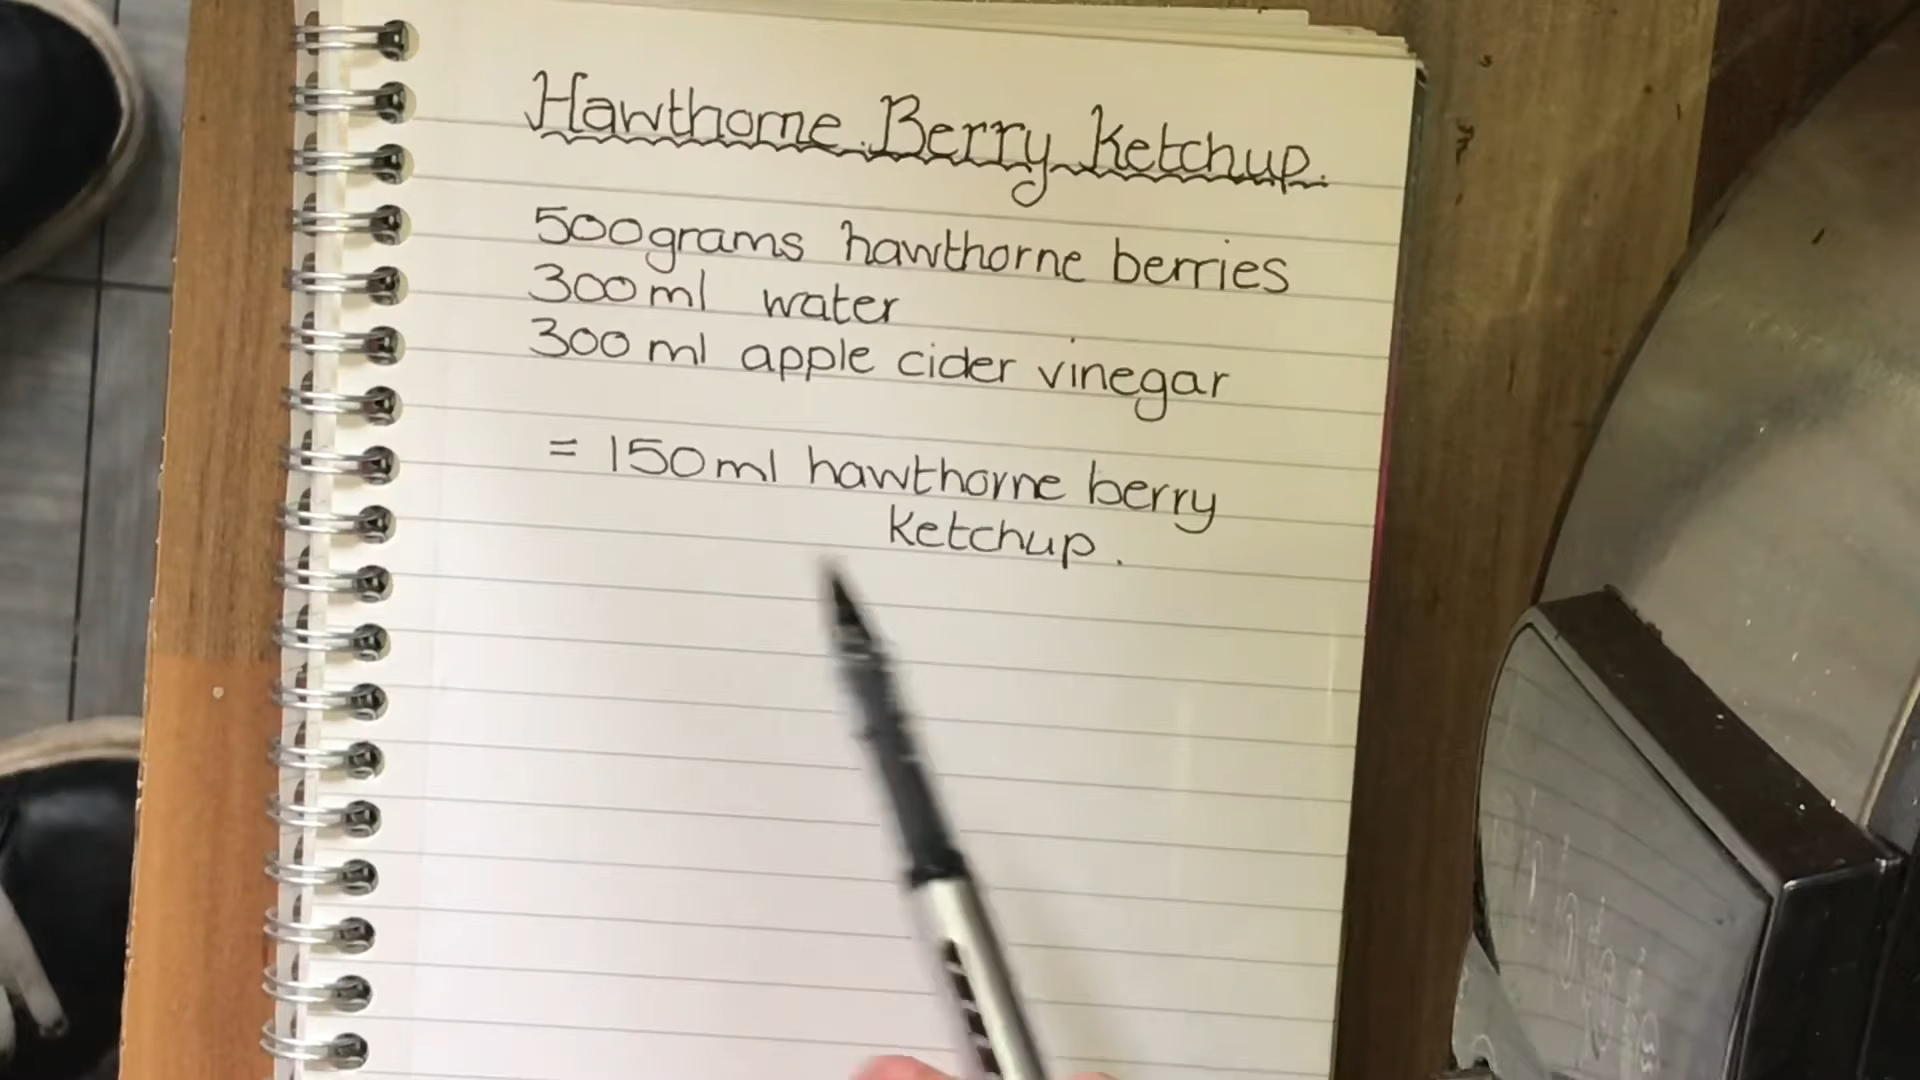 Hawthorne Berry Ketchup.
500grams hawthorne berries
300ml water
300ml apple cider vinegar
= 150ml hawthorne berry
ketchup.